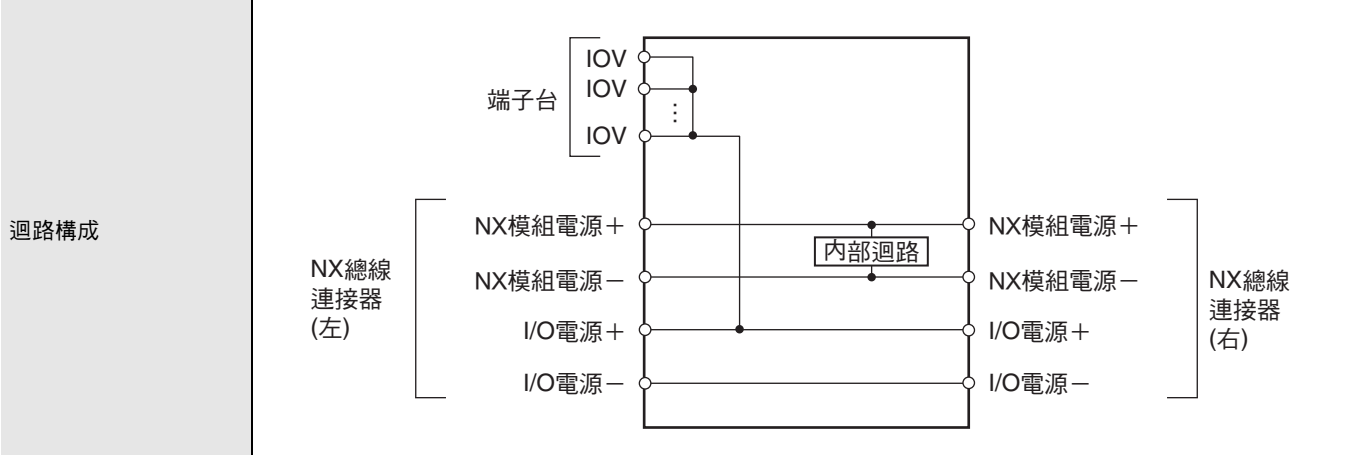 迴路構成
端子台
IOV
IOV
⋮
IOV
NX總線
連接器
(左)
NX模組電源＋
NX模組電源－
I/O電源＋
I/O電源－
內部迴路
NX模組電源＋
NX模組電源－
I/O電源＋
I/O電源－
NX總線
連接器
(右)